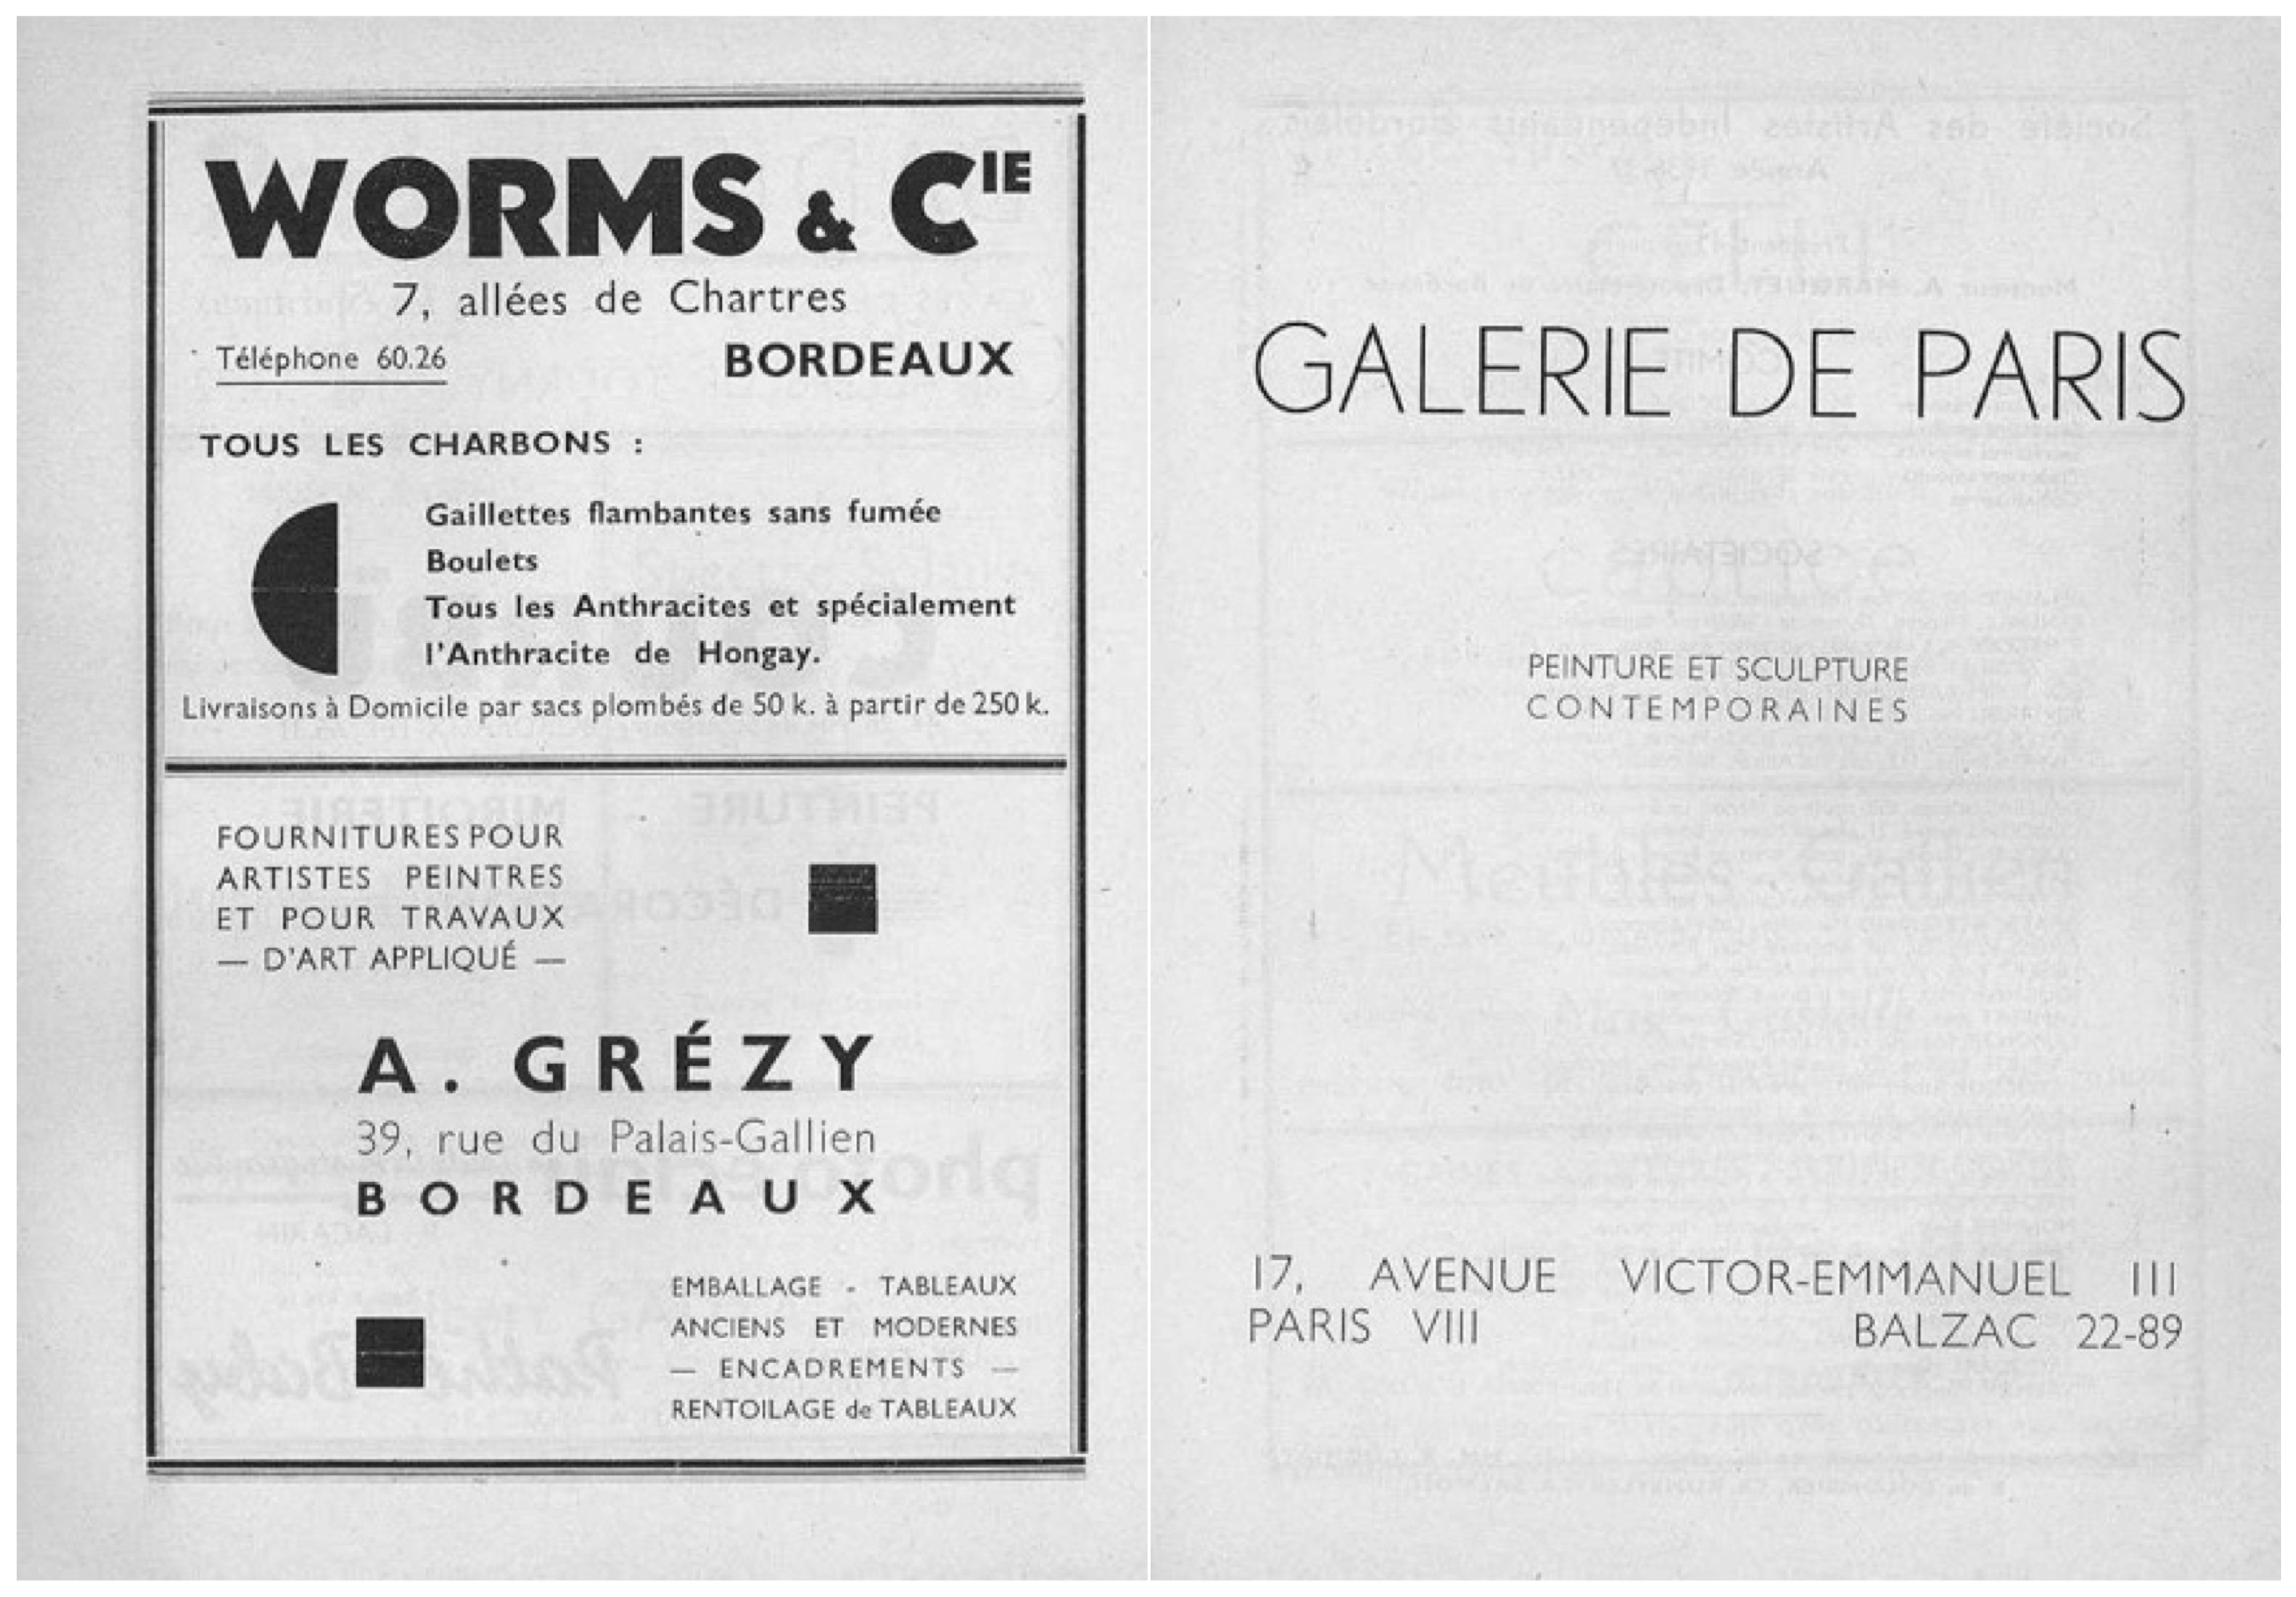 WORMS & CIE
7, allées de Chartres
Téléphone 60.26 BORDEAUX
TOUS LES CHARBONS :
Gaillettes flambantes sans fumée
Boulets
Tous les Anthracites et spécialement
l'Anthracite de Hongay.
Livraisons à Domicile par sacs plombés de 50 k. à partir de 250 k.
FOURNITURES POUR
ARTISTES PEINTRES
ET POUR TRAVAUX
— D'ART APPLIQUÉ —
A. GRÉZY
39, rue du Palais-Gallien
BORDEAUX
EMBALLAGE - TABLEAUX
ANCIENS ET MODERNES
— ENCADREMENTS —
RENTOILAGE de TABLEAUX
GALERIE DE PARIS
PEINTURE ET SCULPTURE
CONTEMPORAINES
17, AVENUE VICTOR-EMMANUEL III
PARIS VIII BALZAC 22-89